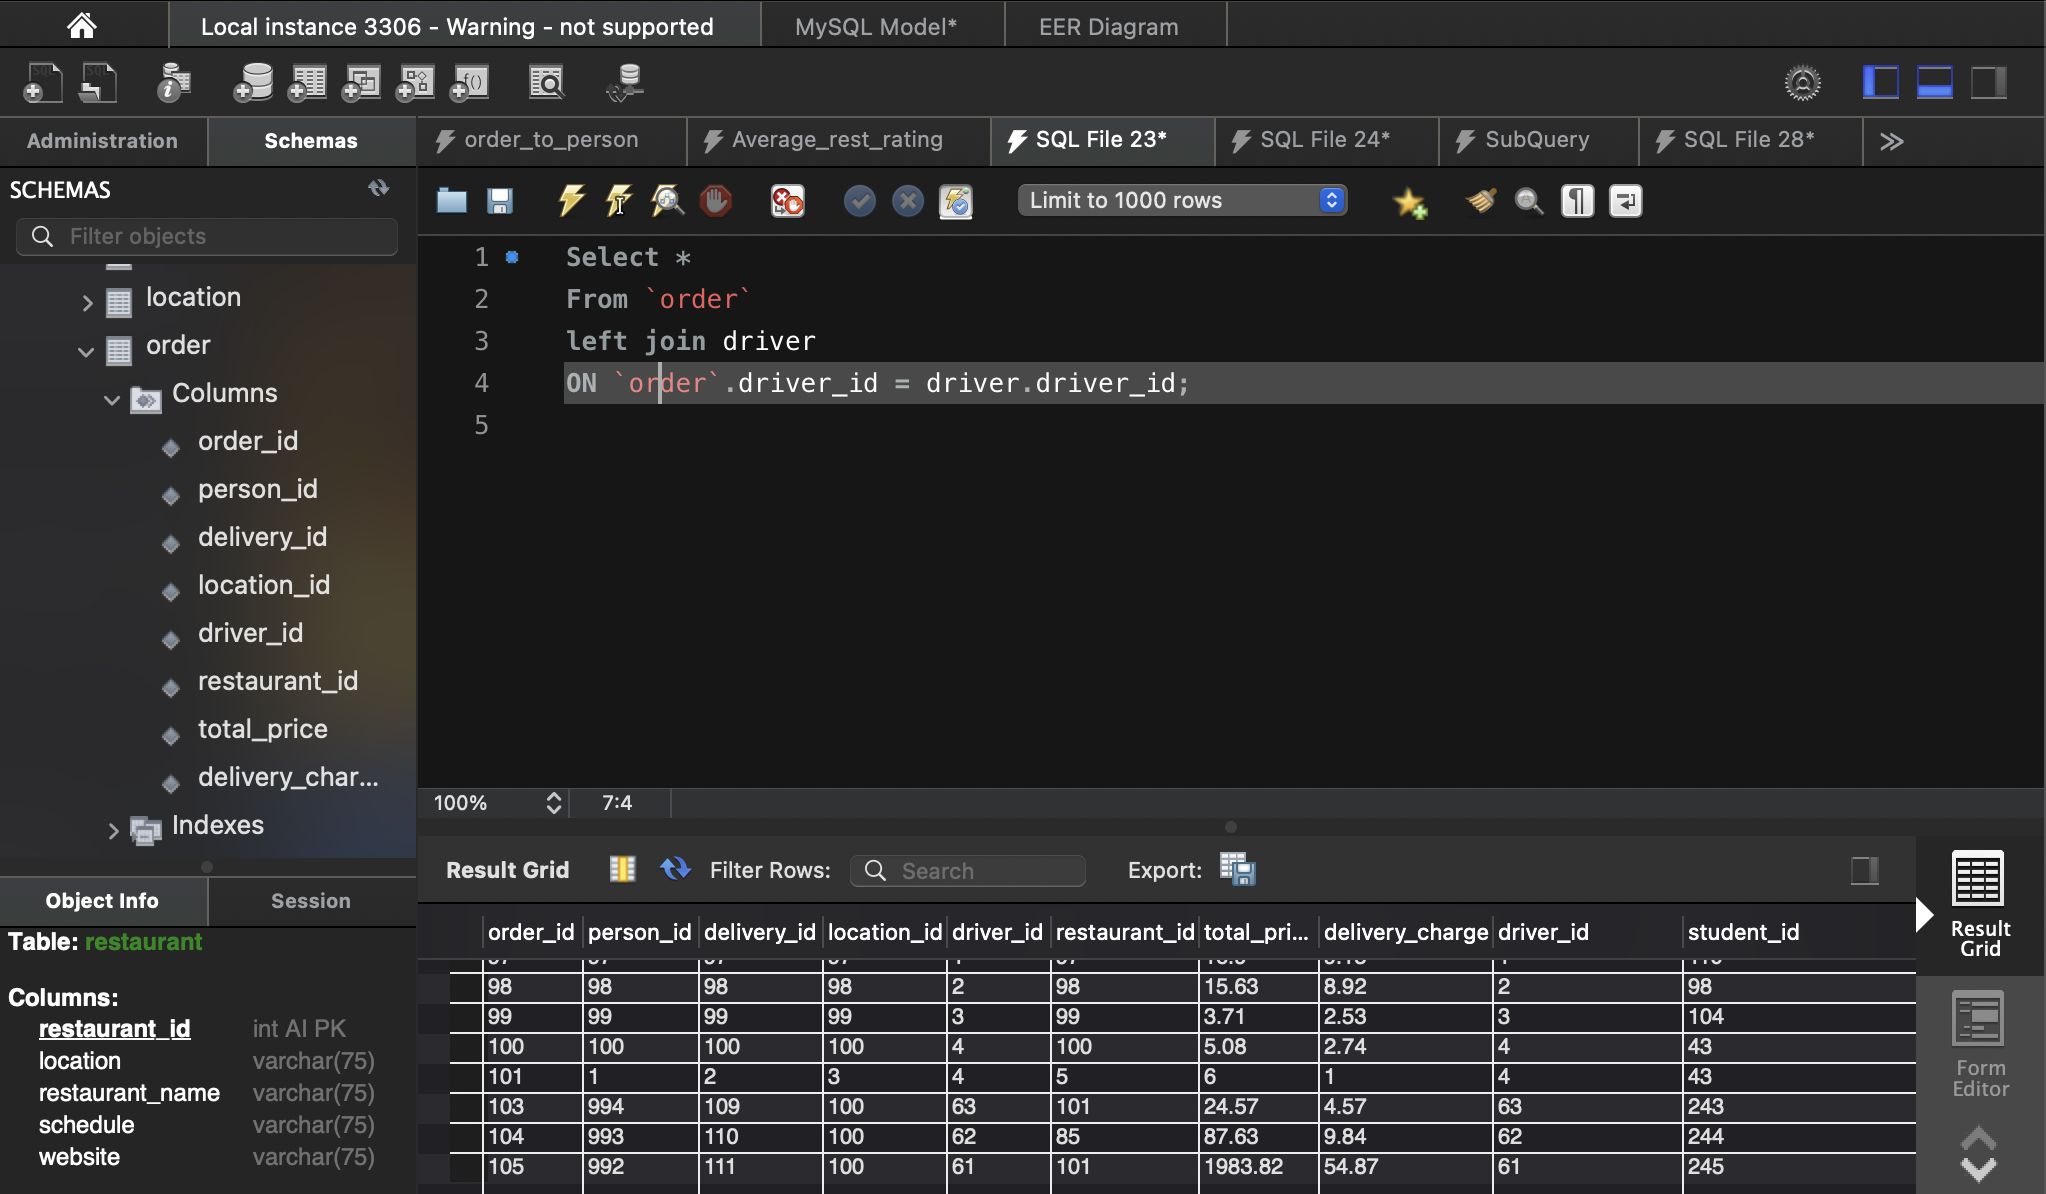 Local instance 3306 - Warning - not supported
MySQL Model*
EER Diagram
Administration
Schemas
order_to_person
Average_rest_rating
SQL File 23*
SQL File 24*
SubQuery
SQL File 28*
SCHEMAS
Filter objects
Limit to 1000 rows
location
order
Columns
order_id
person_id
delivery_id
location_id
driver_id
restaurant_id
total_price
delivery_char...
Indexes
1 Select *
2 From `order`
3 left join driver
4 ON `order`.driver_id = driver.driver_id;
5
100% 7:4
Object Info
Session
Table: restaurant
Columns:
restaurant_id int AI PK
location varchar(75)
restaurant_name varchar(75)
schedule varchar(75)
website varchar(75)
Result Grid Filter Rows: Search Export:
order_id person_id delivery_id location_id driver_id restaurant_id total_pri... delivery_charge driver_id student_id
98 98 98 98 2 98 15.63 8.92 2 98
99 99 99 99 3 99 3.71 2.53 3 104
100 100 100 100 4 100 5.08 2.74 4 43
101 1 2 3 4 5 6 1 4 43
103 994 109 100 63 101 24.57 4.57 63 243
104 993 110 100 62 85 87.63 9.84 62 244
105 992 111 100 61 101 1983.82 54.87 61 245
Result
Grid
Form
Editor